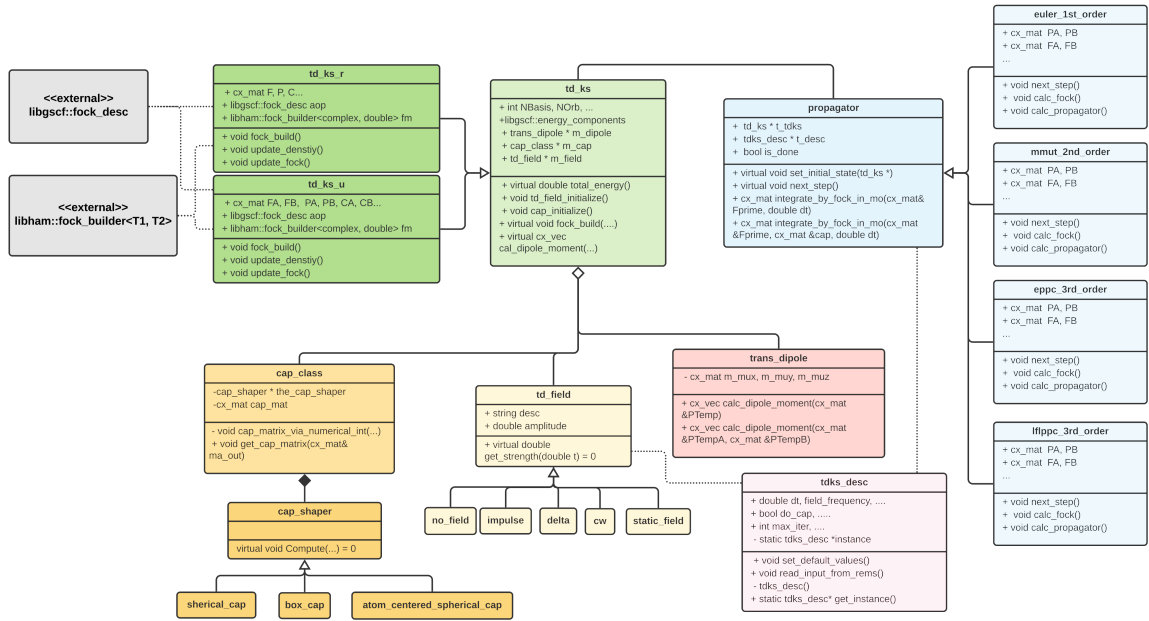 <<external>>
libgscf::fock_desc
<<external>>
libham::fock_builder<T1, T2>
td_ks_r
+ cx_mat F, P, C...
+ libgscf::fock_desc aop
+ libham::fock_builder<complex, double> fm
+ void fock_build()
+ void update_denstiy()
+ void update_fock()
td_ks_u
+ cx_mat FA, FB,  PA, PB, CA, CB...
+ libgscf::fock_desc aop
+ libham::fock_builder<complex, double> fm
+ void fock_build()
+ void update_denstiy()
+ void update_fock()
td_ks
+ int NBasis, NOrb, ...
+libgscf::energy_components
+ trans_dipole * m_dipole
+ cap_class * m_cap
+ td_field * m_field
+ virtual double total_energy()
+ void td_field_initialize()
+ void cap_initialize()
+ virtual void fock_build(....)
+ virtual cx_vec
cal_dipole_moment(...)
propagator
+  td_ks * t_tdks
+  tdks_desc * t_desc
+  bool is_done
+ virtual void set_initial_state(td_ks *)
+ virtual void next_step()
+ cx_mat integrate_by_fock_in_mo(cx_mat&
Fprime, double dt)
+ cx_mat integrate_by_fock_in_mo(cx_mat
&Fprime, cx_mat &cap, double dt)
euler_1st_order
+ cx_mat  PA, PB
+ cx_mat  FA, FB
...
+ void next_step()
+  void calc_fock()
+ void calc_propagator()
mmut_2nd_order
+ cx_mat  PA, PB
+ cx_mat  FA, FB
...
+ void next_step()
+  void calc_fock()
+ void calc_propagator()
eppc_3rd_order
+ cx_mat  PA, PB
+ cx_mat  FA, FB
...
+ void next_step()
+  void calc_fock()
+ void calc_propagator()
lflppc_3rd_order
+ cx_mat  PA, PB
+ cx_mat  FA, FB
...
+ void next_step()
+  void calc_fock()
+ void calc_propagator()
cap_class
-cap_shaper * the_cap_shaper
-cx_mat cap_mat
- void cap_matrix_via_numerical_int(...)
+ void get_cap_matrix(cx_mat&
ma_out)
cap_shaper
virtual void Compute(...) = 0
sherical_cap
box_cap
atom_centered_spherical_cap
td_field
+ string desc
+ double amplitude
+ virtual double
get_strength(double t) = 0
no_field
impulse
delta
cw
static_field
trans_dipole
- cx_mat m_mux, m_muy, m_muz
+ cx_vec calc_dipole_moment(cx_mat
&PTemp)
+ cx_vec calc_dipole_moment(cx_mat
&PTempA, cx_mat &PTempB)
tdks_desc
+ double dt, field_frequency, ....
+ bool do_cap, .....
+ int max_iter, ....
- static tdks_desc *instance
+ void set_default_values()
+ void read_input_from_rems()
- tdks_desc()
+ static tdks_desc* get_instance()